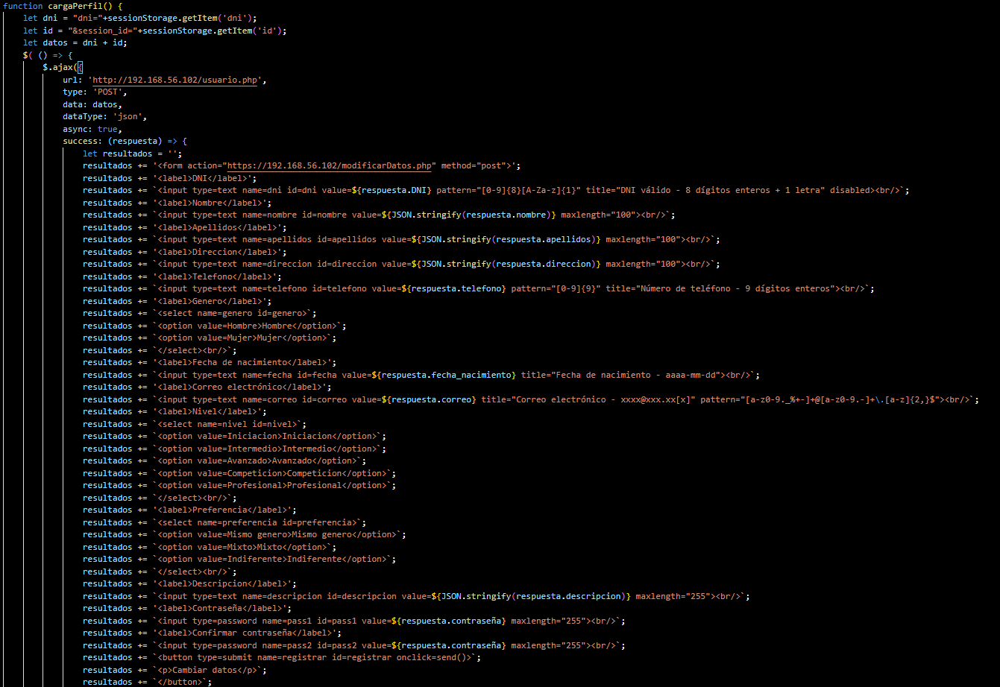 function cargaPerfil() {
let dni = "dni="+sessionStorage.getItem('dni');
let id = "&session_id="+sessionStorage.getItem('id');
let datos = dni + id;
$( () => {
$.ajax({
url: 'http://192.168.56.102/usuario.php',
type: 'POST',
data: datos,
dataType: 'json',
async: true,
success: (respuesta) => {
let resultados = '';
resultados += '<form action="https://192.168.56.102/modificarDatos.php" method="post">';
resultados += '<label>DNI</label>';
resultados += `<input type=text name=dni id=dni value=${respuesta.DNI} pattern="[0-9]{8}[A-Za-z]{1}" title="DNI válido - 8 dígitos enteros + 1 letra" disabled><br/>`;
resultados += '<label>Nombre</label>';
resultados += `<input type=text name=nombre id=nombre value=${JSON.stringify(respuesta.nombre)} maxlength="100"><br/>`;
resultados += '<label>Apellidos</label>';
resultados += `<input type=text name=apellidos id=apellidos value=${JSON.stringify(respuesta.apellidos)} maxlength="100"><br/>`;
resultados += '<label>Direccion</label>';
resultados += `<input type=text name=direccion id=direccion value=${JSON.stringify(respuesta.direccion)} maxlength="100"><br/>`;
resultados += '<label>Telefono</label>';
resultados += `<input type=text name=telefono id=telefono value=${respuesta.telefono} pattern="[0-9]{9}" title="Número de teléfono - 9 dígitos enteros"><br/>`;
resultados += '<label>Genero</label>';
resultados += `<select name=genero id=genero>`;
resultados += `<option value=Hombre>Hombre</option>`;
resultados += `<option value=Mujer>Mujer</option>`;
resultados += `</select><br/>`;
resultados += '<label>Fecha de nacimiento</label>';
resultados += `<input type=text name=fecha id=fecha value=${respuesta.fecha_nacimiento} title="Fecha de nacimiento - aaaa-mm-dd"><br/>`;
resultados += '<label>Correo electrónico</label>';
resultados += `<input type=text name=correo id=correo value=${respuesta.correo} title="Correo electrónico - xxxx@xxx.xx[x]" pattern="[a-z0-9._%+-]+@[a-z0-9.-]+\.[a-z]{2,}$"><br/>`;
resultados += '<label>Nivel</label>';
resultados += `<select name=nivel id=nivel>`;
resultados += `<option value=Iniciacion>Iniciacion</option>`;
resultados += `<option value=Intermedio>Intermedio</option>`;
resultados += `<option value=Avanzado>Avanzado</option>`;
resultados += `<option value=Competicion>Competicion</option>`;
resultados += `<option value=Profesional>Profesional</option>`;
resultados += `</select><br/>`;
resultados += '<label>Preferencia</label>';
resultados += `<select name=preferencia id=preferencia>`;
resultados += `<option value=Mismo genero>Mismo genero</option>`;
resultados += `<option value=Mixto>Mixto</option>`;
resultados += `<option value=Indiferente>Indiferente</option>`;
resultados += `</select><br/>`;
resultados += '<label>Descripcion</label>';
resultados += `<input type=text name=descripcion id=descripcion value=${JSON.stringify(respuesta.descripcion)} maxlength="255"><br/>`;
resultados += '<label>Contraseña</label>';
resultados += `<input type=password name=pass1 id=pass1 value=${respuesta.contraseña} maxlength="255"><br/>`;
resultados += '<label>Confirmar contraseña</label>';
resultados += `<input type=password name=pass2 id=pass2 value=${respuesta.contraseña} maxlength="255"><br/>`;
resultados += `<button type=submit name=registrar id=registrar onclick=send()>`;
resultados += `<p>Cambiar datos</p>`;
resultados += `</button>`;